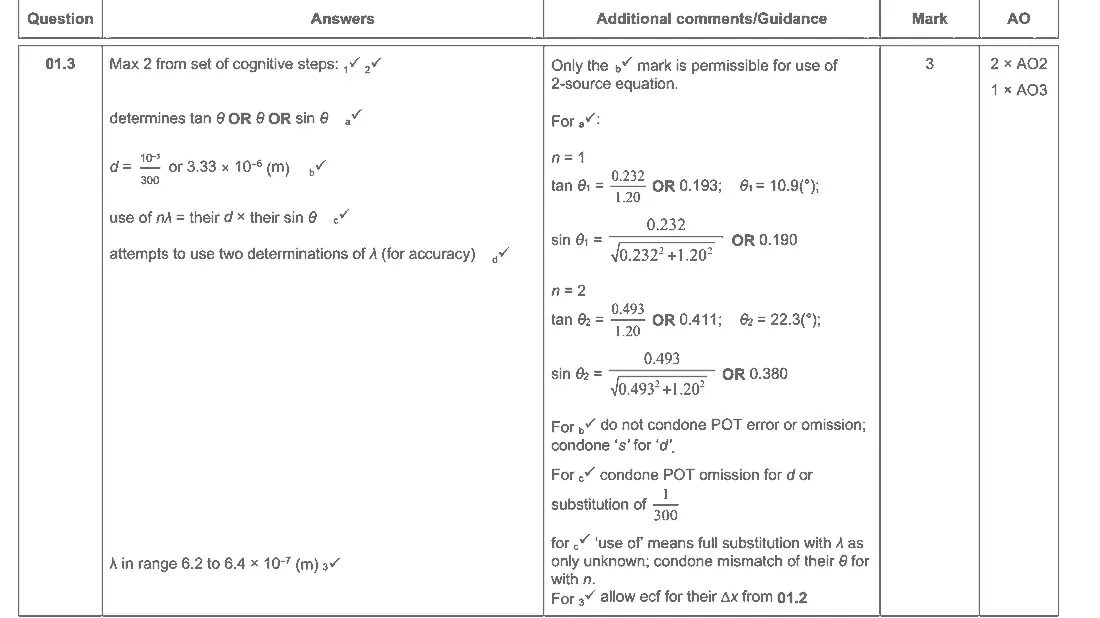 Question Answers Additional comments/Guidance Mark AO
01.3 Max 2 from set of cognitive steps: ₁✓ ₂✓
determines tan θ OR θ OR sin θ ₐ✓
d = 10⁻³/300 or 3.33 × 10⁻⁶ (m) b✓
use of nλ = their d × their sin θ c✓
attempts to use two determinations of λ (for accuracy) d✓
λ in range 6.2 to 6.4 × 10⁻⁷ (m) ₃✓
Only the b✓ mark is permissible for use of
2-source equation.
For ₐ✓:
n = 1
tan θ₁ = 0.232/1.20 OR 0.193; θ₁ = 10.9(°);
sin θ₁ = 0.232/√(0.232² +1.20²) OR 0.190
n = 2
tan θ₂ = 0.493/1.20 OR 0.411; θ₂ = 22.3(°);
sin θ₂ = 0.493/√(0.493² +1.20²) OR 0.380
For b✓ do not condone POT error or omission;
condone ‘s’ for ‘d’.
For c✓ condone POT omission for d or
substitution of 1/300
for c✓ ‘use of’ means full substitution with λ as
only unknown; condone mismatch of their θ for
with n.
For ₃✓ allow ecf for their Δx from 01.2
3
2 × AO2
1 × AO3